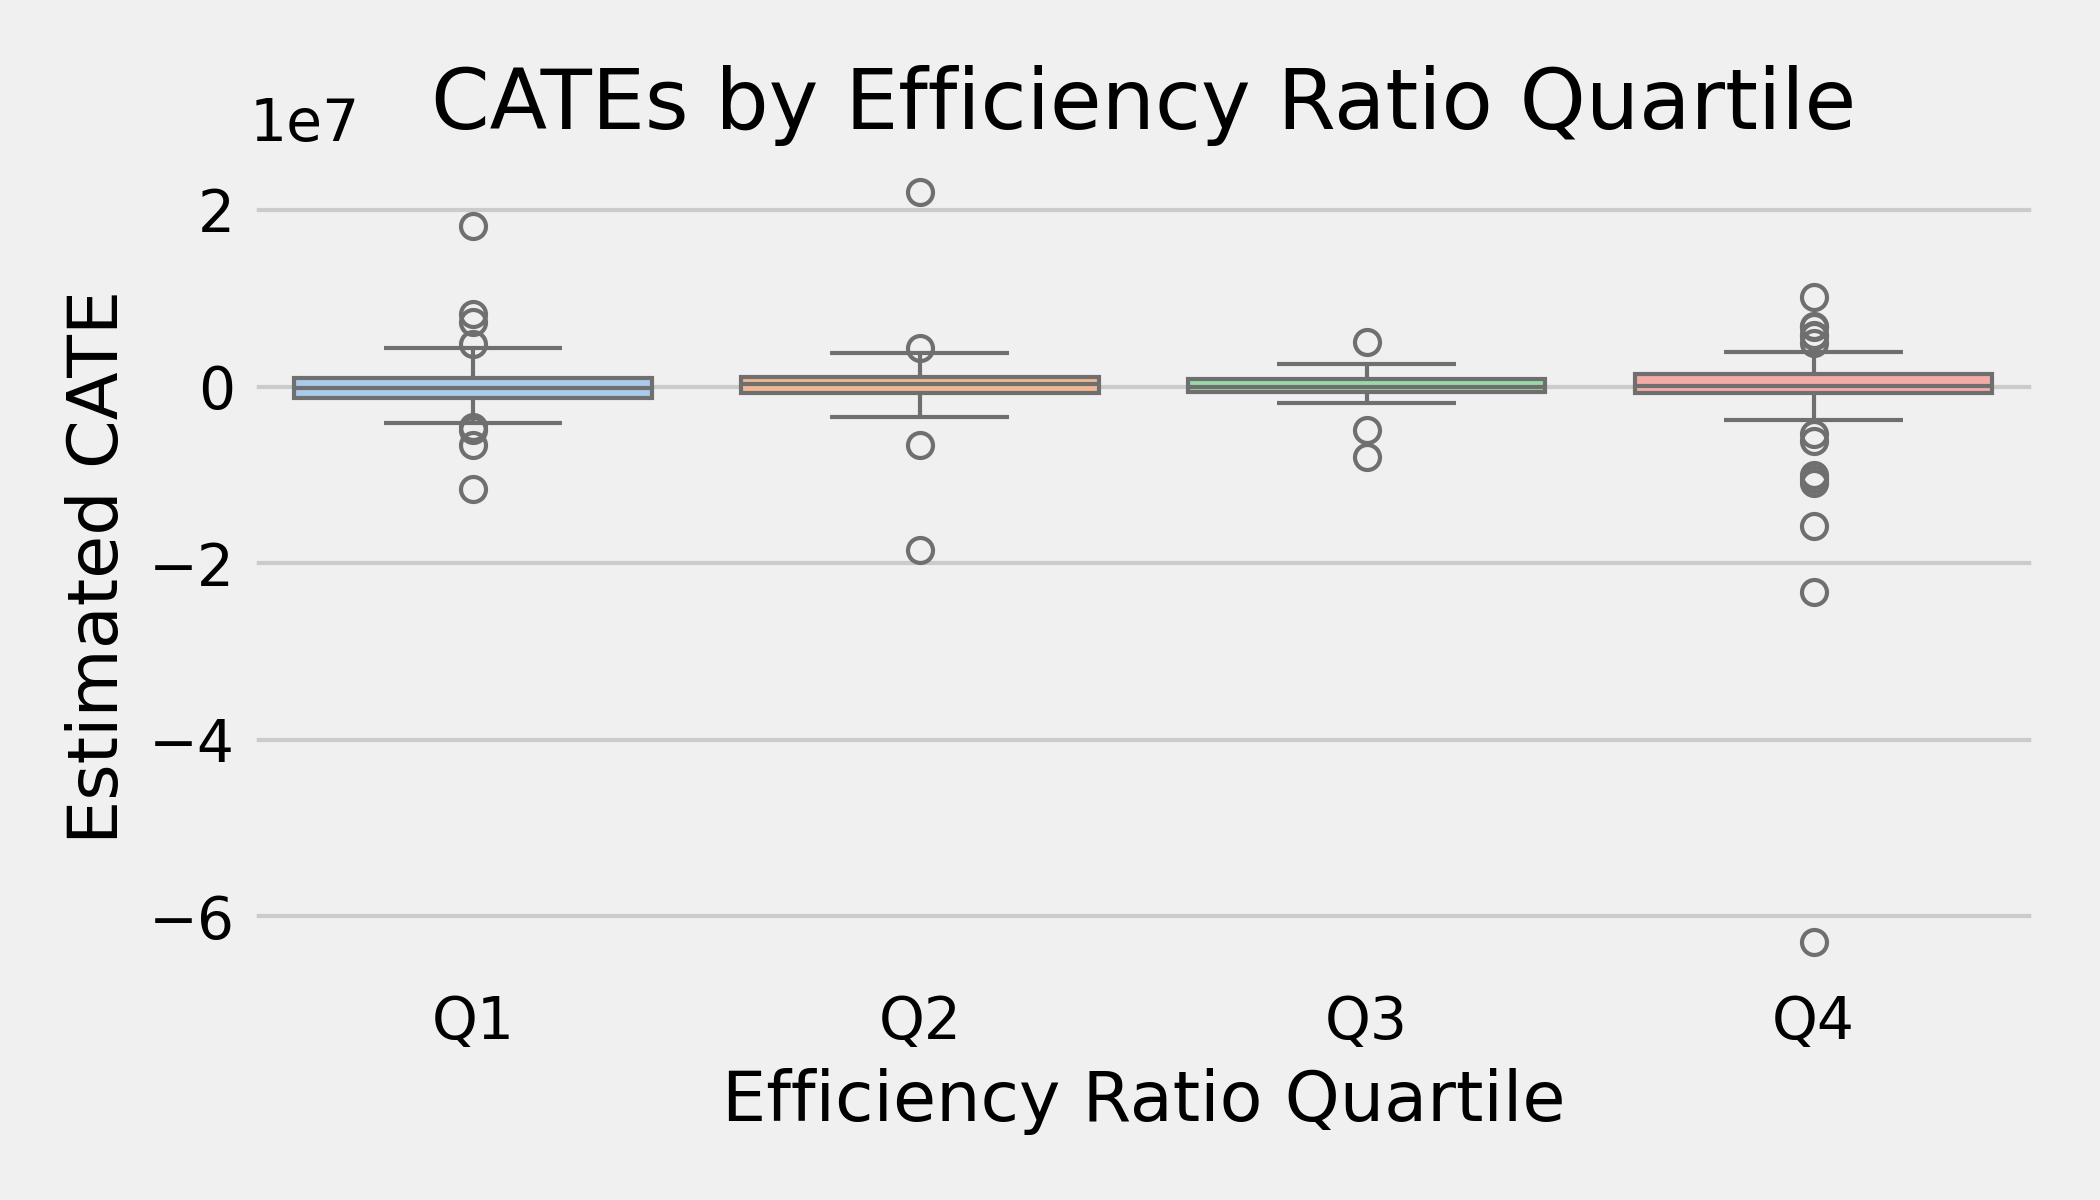 CATEs by Efficiency Ratio Quartile
1e7
2
0
−2
−4
−6
Estimated CATE
Q1 Q2 Q3 Q4
Efficiency Ratio Quartile